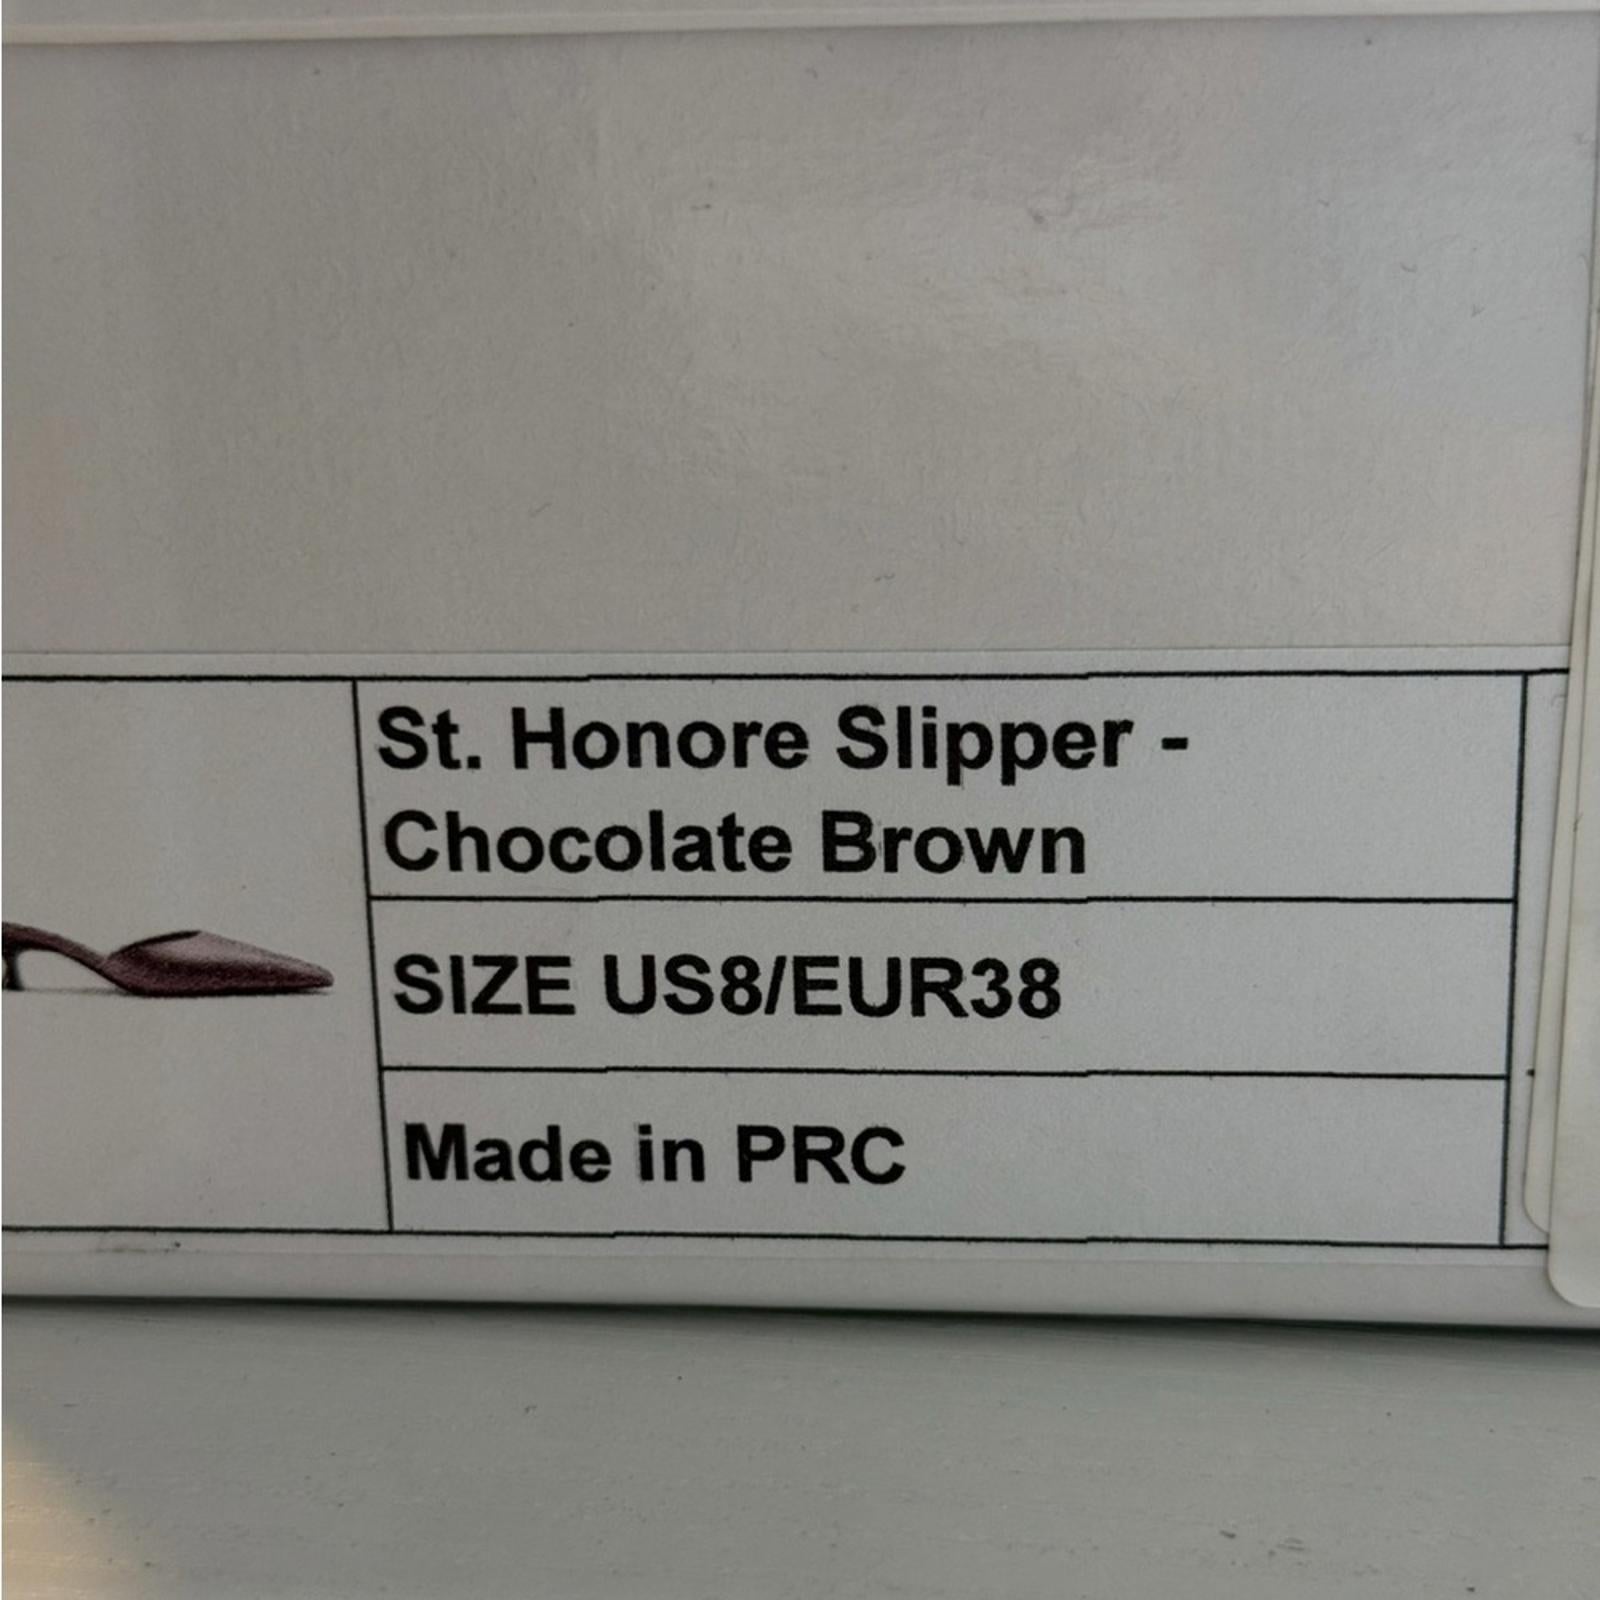 St. Honore Slipper -
Chocolate Brown
SIZE US8/EUR38
Made in PRC